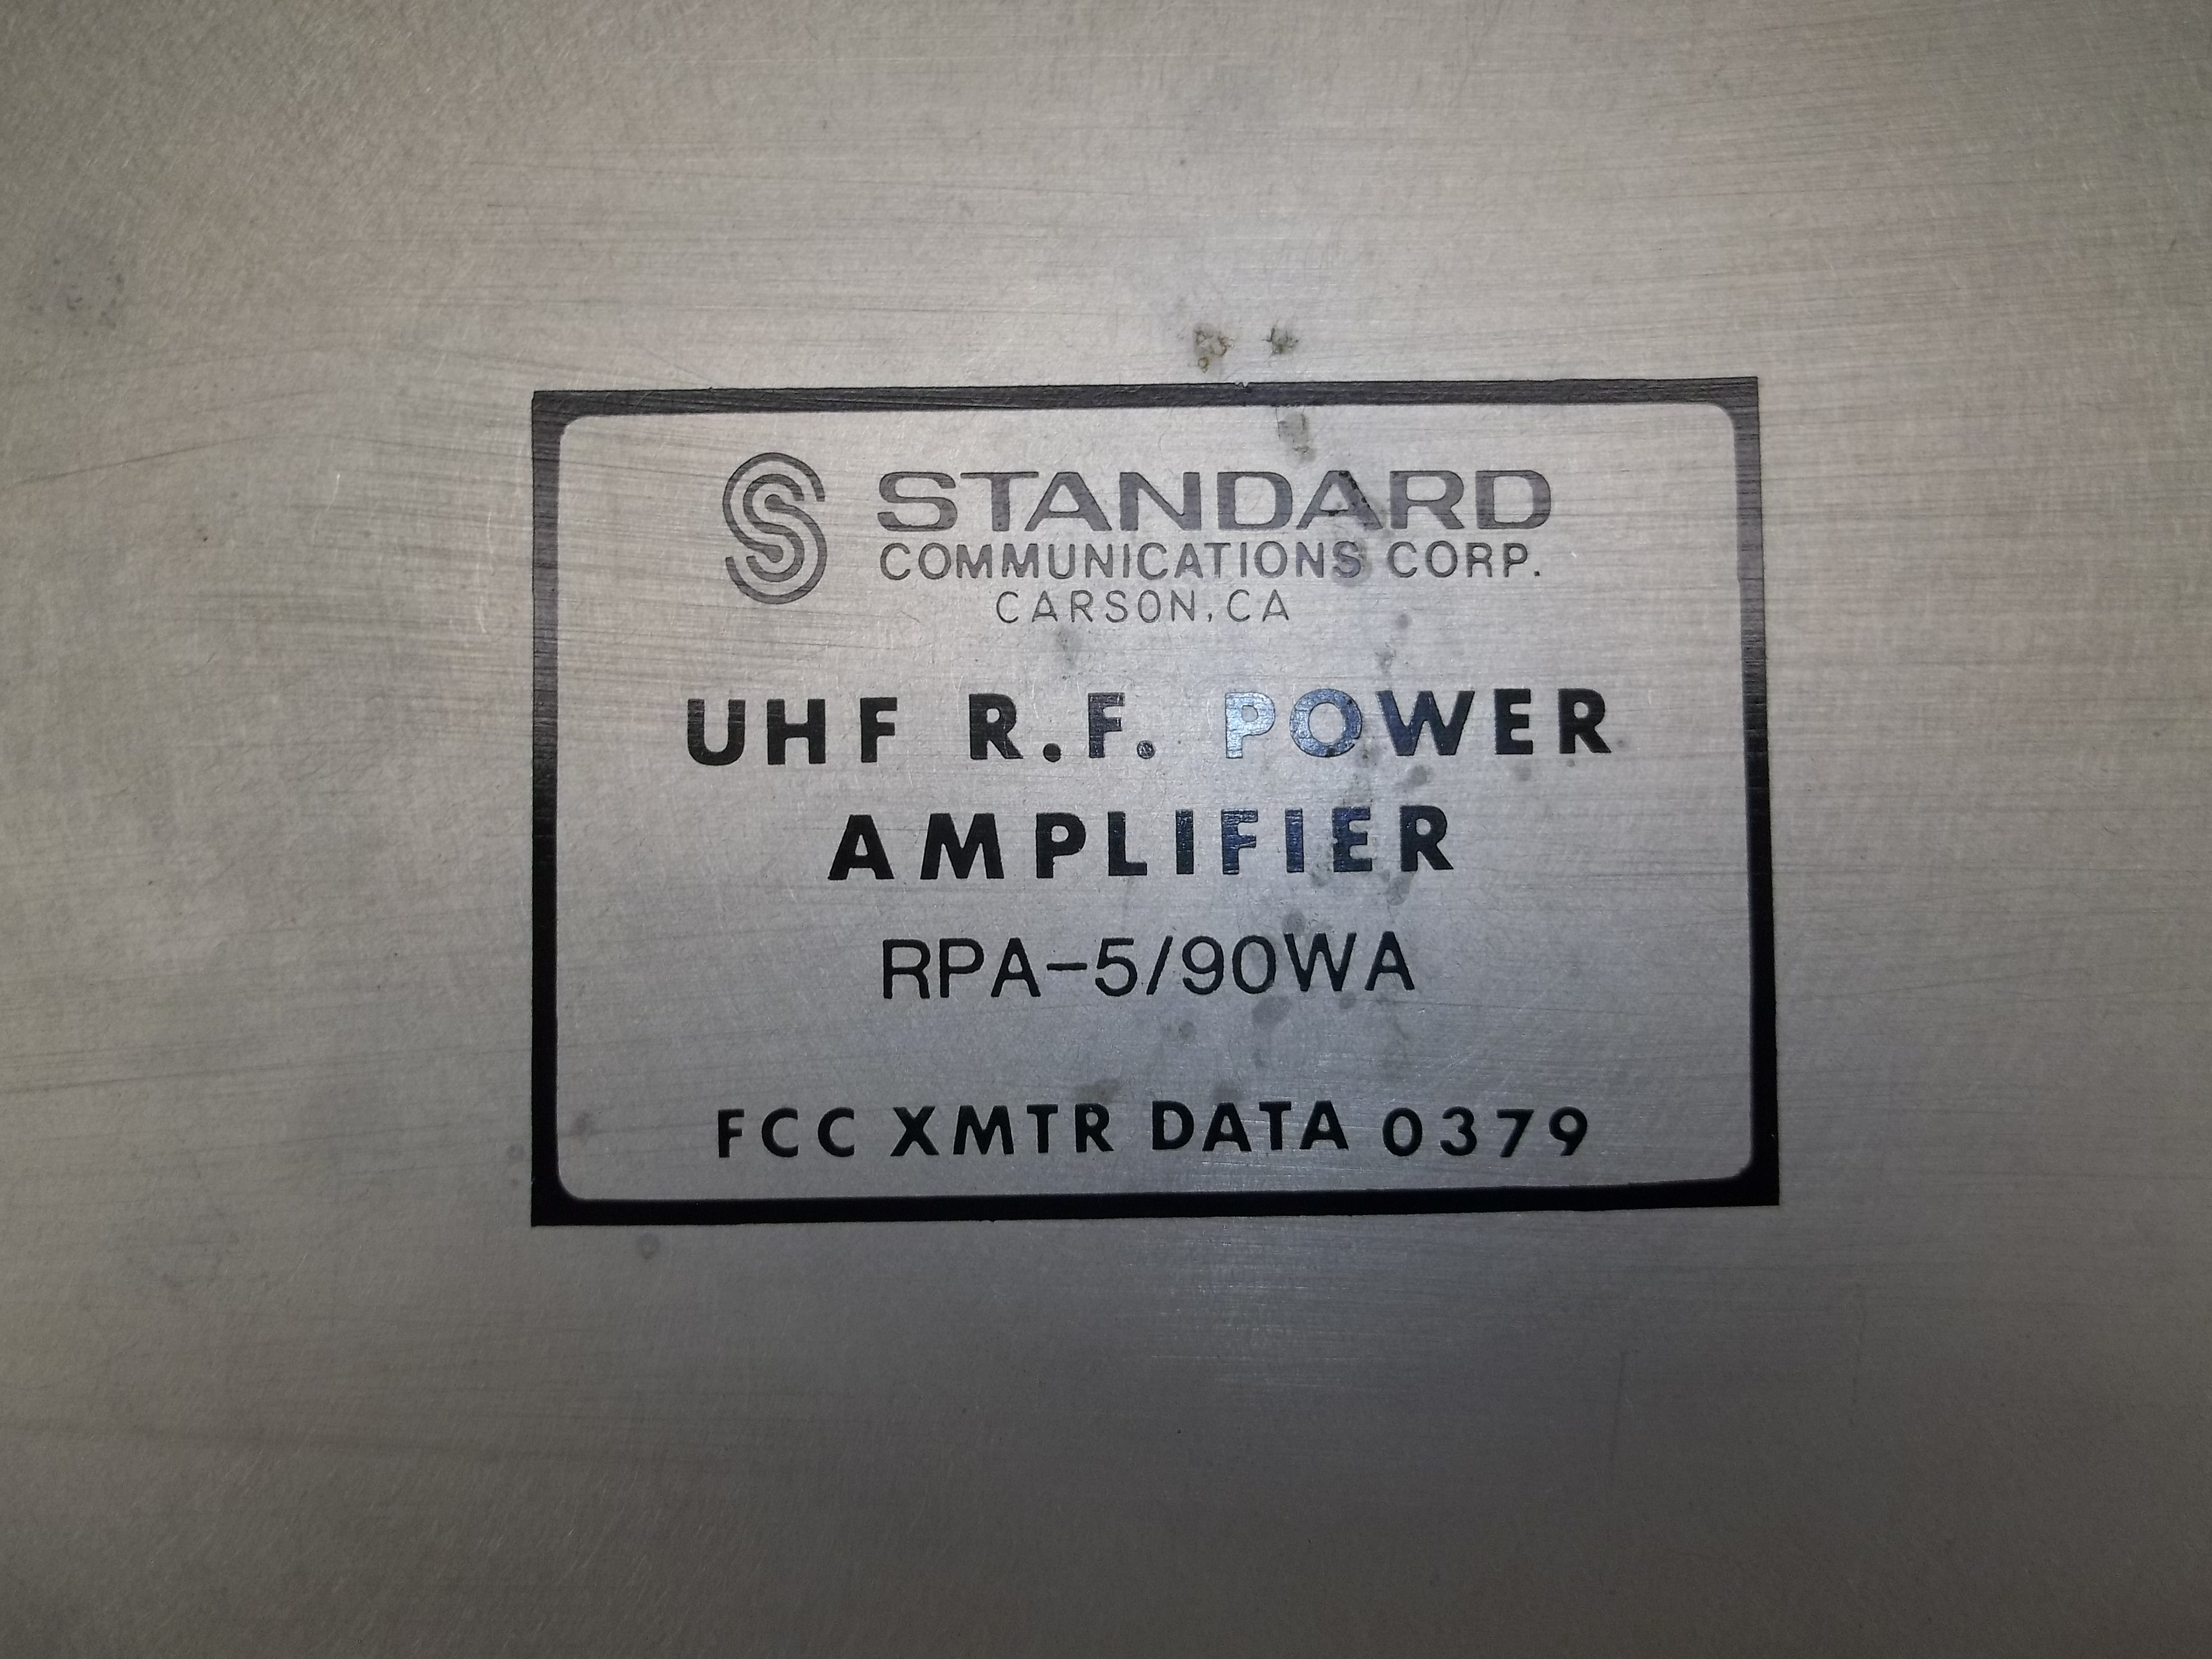 STANDARD
COMMUNICATIONS CORP.
CARSON, CA
UHF R.F. POWER
AMPLIFIER
RPA-5/90WA
FCC XMTR DATA 0379